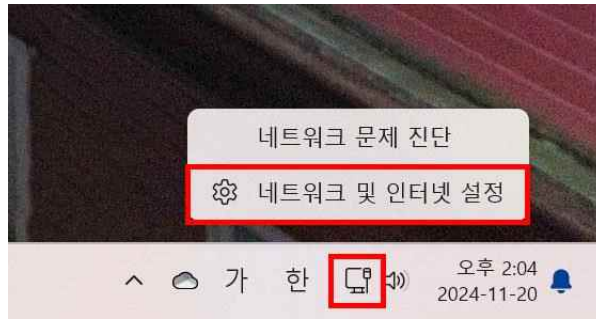 네트워크 문제 진단
네트워크 및 인터넷 설정
가 한 오후 2:04
2024-11-20